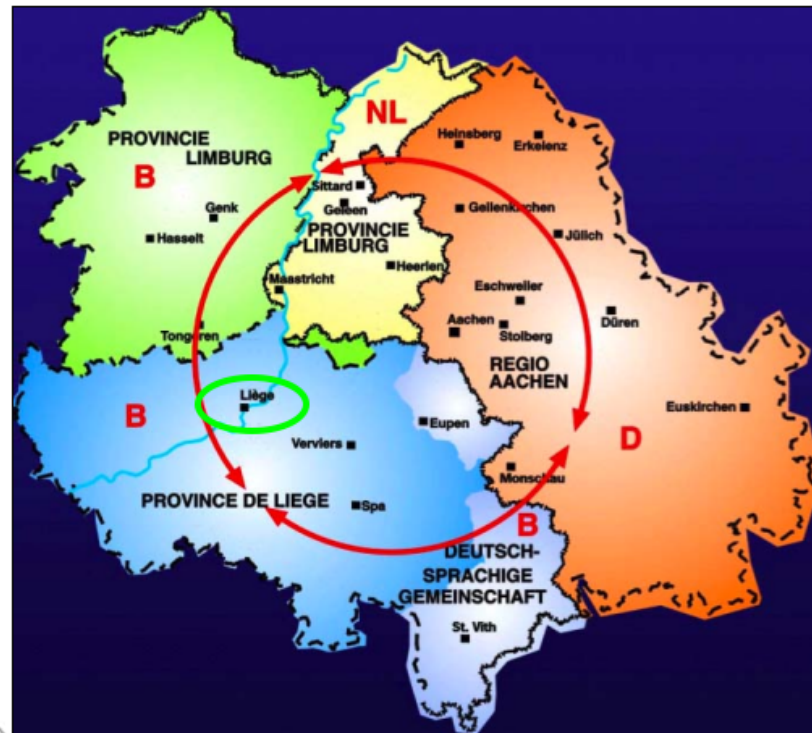 NL
Heinsberg
Erkelenz
PROVINCIE
LIMBURG
B
Sittard
Geleen
Geilenkirchen
Genk
Hasselt
PROVINCIE
LIMBURG
Jülich
Heerlen
Maastricht
Eschweiler
Aachen
Stolberg
Düren
Tongeren
REGIO
AACHEN
B
Liège
Eupen
Euskirchen
D
Verviers
Monschau
PROVINCE DE LIEGE
Spa
B
DEUTSCH-
SPRACHIGE
GEMEINSCHAFT
St. Vith